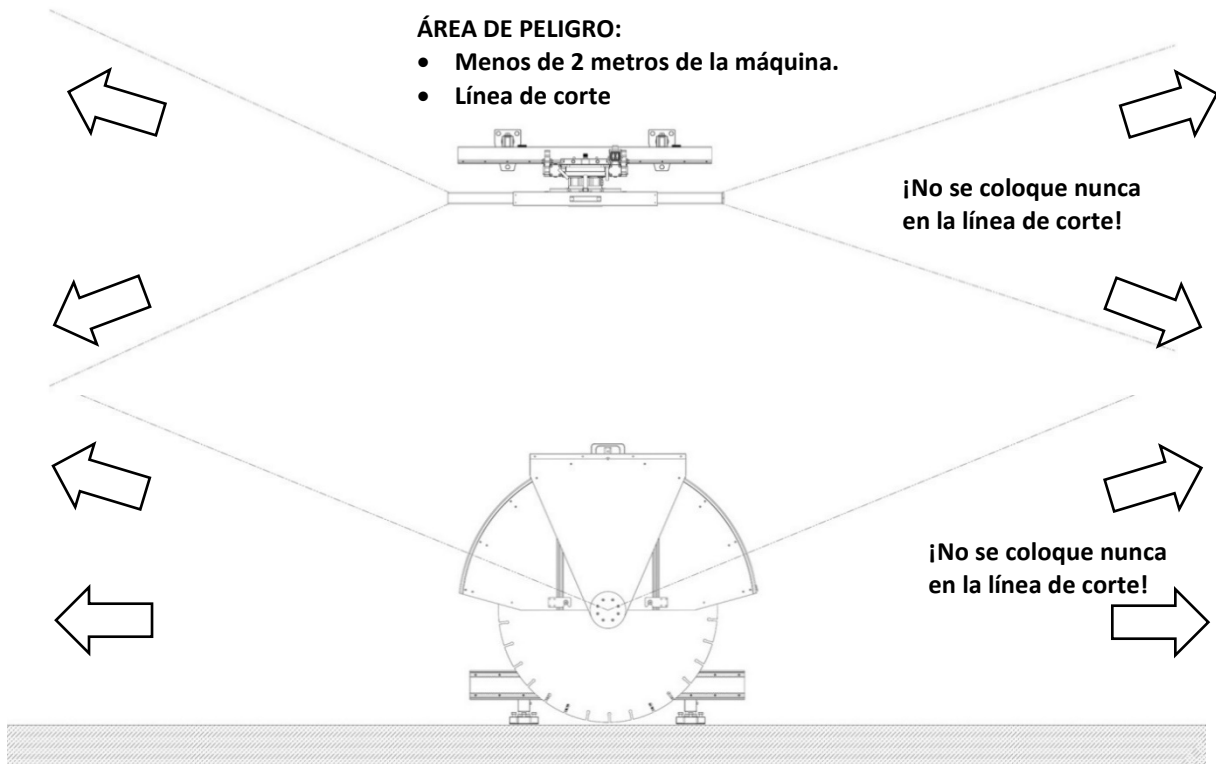 ÁREA DE PELIGRO:
• Menos de 2 metros de la máquina.
• Línea de corte
¡No se coloque nunca
en la línea de corte!
¡No se coloque nunca
en la línea de corte!